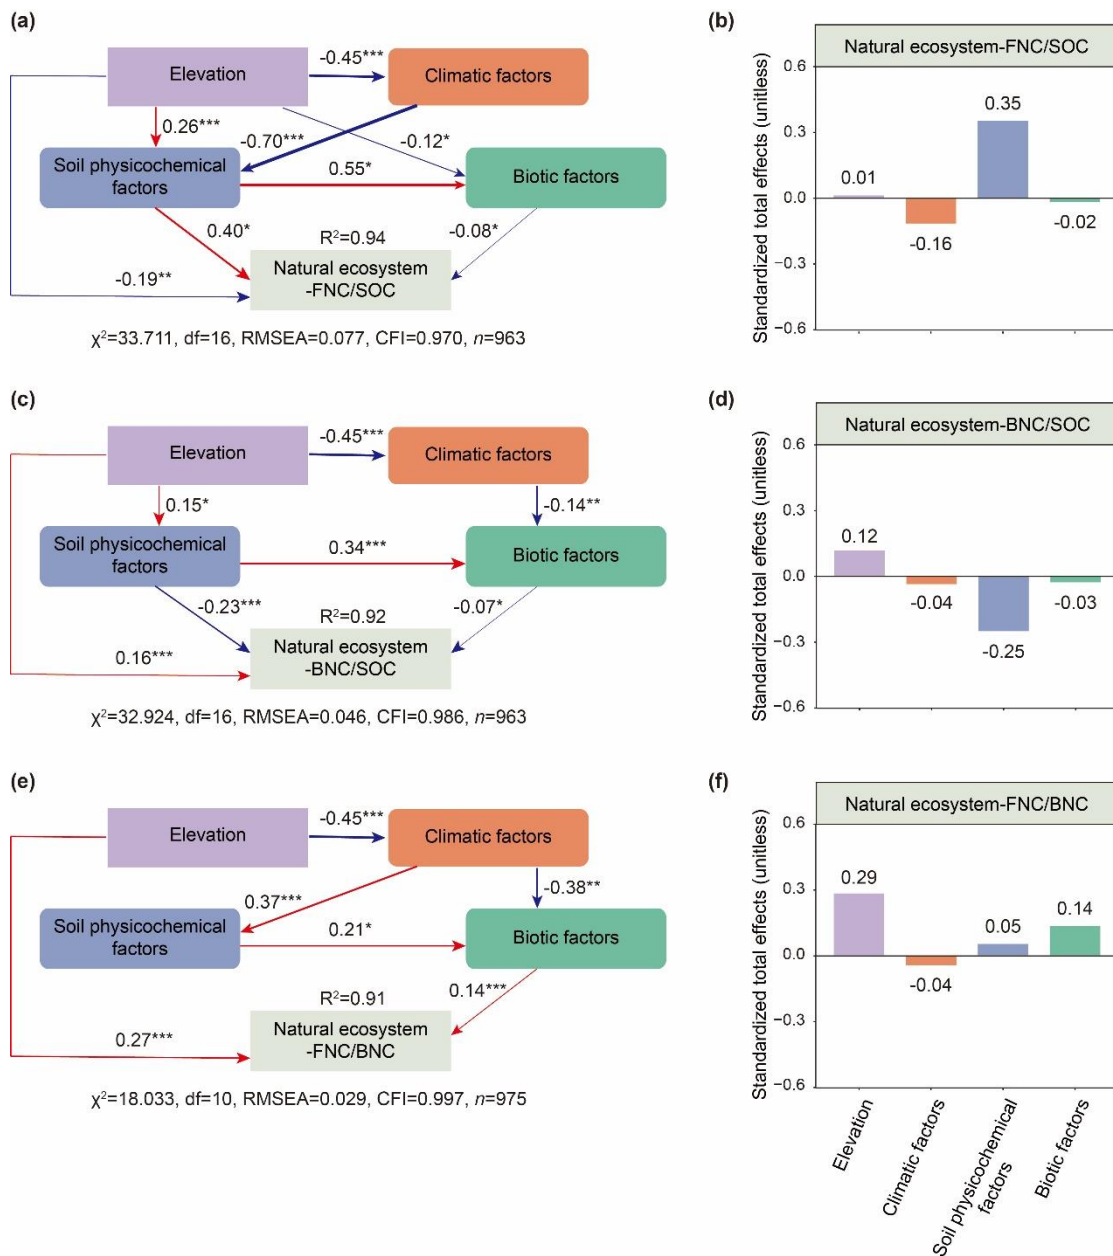 (a)
Elevation
-0.45***
Climatic factors
0.26***
-0.70***
-0.12*
Soil physicochemical
factors
0.55*
Biotic factors
0.40*
R²=0.94
-0.08*
Natural ecosystem
-FNC/SOC
-0.19**
χ²=33.711, df=16, RMSEA=0.077, CFI=0.970, n=963
(b)
Natural ecosystem-FNC/SOC
Standardized total effects (unitless)
0.6
0.3
0.0
−0.3
−0.6
0.01
-0.16
0.35
-0.02
(c)
Elevation
-0.45***
Climatic factors
0.15*
-0.14**
Soil physicochemical
factors
0.34***
Biotic factors
-0.23***
R²=0.92
-0.07*
Natural ecosystem
-BNC/SOC
0.16***
χ²=32.924, df=16, RMSEA=0.046, CFI=0.986, n=963
(d)
Natural ecosystem-BNC/SOC
Standardized total effects (unitless)
0.6
0.3
0.0
−0.3
−0.6
0.12
-0.04
-0.25
-0.03
(e)
Elevation
-0.45***
Climatic factors
0.37***
-0.38**
Soil physicochemical
factors
0.21*
Biotic factors
R²=0.91
0.14***
Natural ecosystem
-FNC/BNC
0.27***
χ²=18.033, df=10, RMSEA=0.029, CFI=0.997, n=975
(f)
Natural ecosystem-FNC/BNC
Standardized total effects (unitless)
0.6
0.3
0.0
−0.3
−0.6
0.29
-0.04
0.05
0.14
Elevation
Climatic factors
Soil physicochemical
factors
Biotic factors